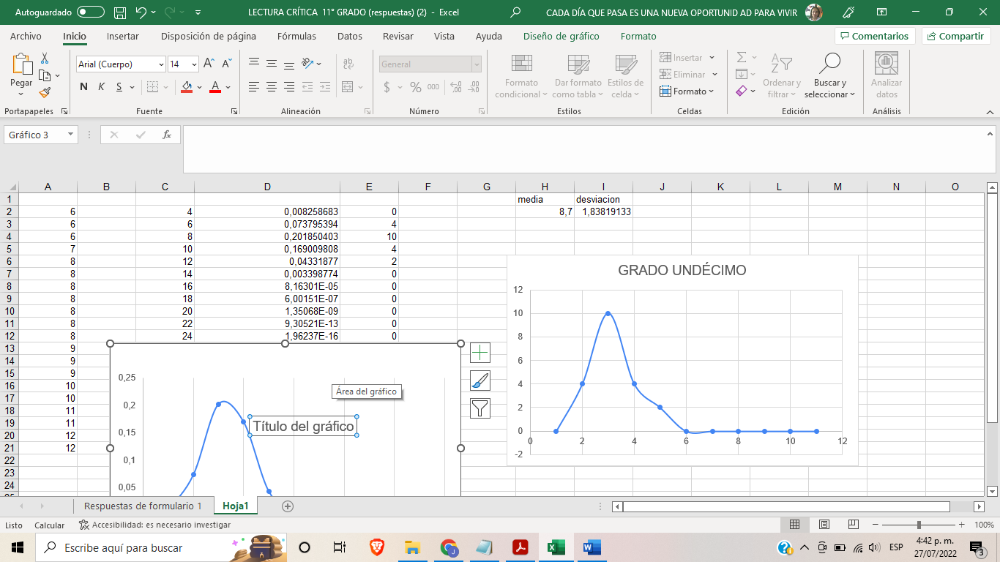 Autoguardado LECTURA CRÍTICA 11° GRADO (respuestas) (2) - Excel CADA DÍA QUE PASA ES UNA NUEVA OPORTUNID AD PARA VIVIR
Archivo Inicio Insertar Disposición de página Fórmulas Datos Revisar Vista Ayuda Diseño de gráfico Formato Comentarios Compartir
Pegar
Portapapeles
Arial (Cuerpo) 14 A A
N K S A
Fuente
ab
Alineación
General
$ % 000
Número
Formato condicional
Dar formato como tabla
Estilos de celda
Estilos
Insertar
Eliminar
Formato
Celdas
Ordenar y filtrar
Buscar y seleccionar
Edición
Analizar datos
Análisis
Gráfico 3 fx
A B C D E F G H I J K L M N O
1 media desviacion
2 6 4 0,008258683 0 8,7 1,83819133
3 6 6 0,073795394 4
4 6 8 0,201850403 10
5 7 10 0,169009808 4
6 8 12 0,04331877 2
7 8 14 0,003398774 0
8 8 16 8,16301E-05 0
9 8 18 6,00151E-07 0
10 8 20 1,35068E-09 0
11 8 22 9,30521E-13 0
12 8 24 1,96237E-16 0
13 9
14 9
15 9
16 10
17 10
18 11
19 11
20 12
21 12
22
23
24
0,25
0,2
0,15
0,1
0,05
Título del gráfico
Área del gráfico
GRADO UNDÉCIMO
12
10
8
6
4
2
0
-2
0 2 4 6 8 10 12
Respuestas de formulario 1 Hoja1
Listo Calcular Accesibilidad: es necesario investigar 100%
Escribe aquí para buscar
ESP
4:42 p. m.
27/07/2022
3